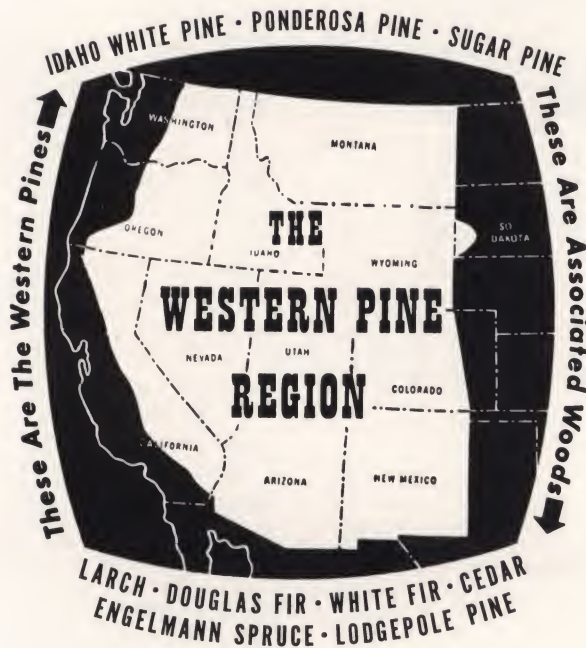 IDAHO WHITE PINE • PONDEROSA PINE • SUGAR PINE
These Are The Western Pines
These Are Associated Woods
WASHINGTON
MONTANA
OREGON
IDAHO
WYOMING
SO DAKOTA
THE
WESTERN PINE
REGION
NEVADA
UTAH
COLORADO
CALIFORNIA
ARIZONA
NEW MEXICO
LARCH • DOUGLAS FIR • WHITE FIR • CEDAR
ENGELMANN SPRUCE • LODGEPOLE PINE